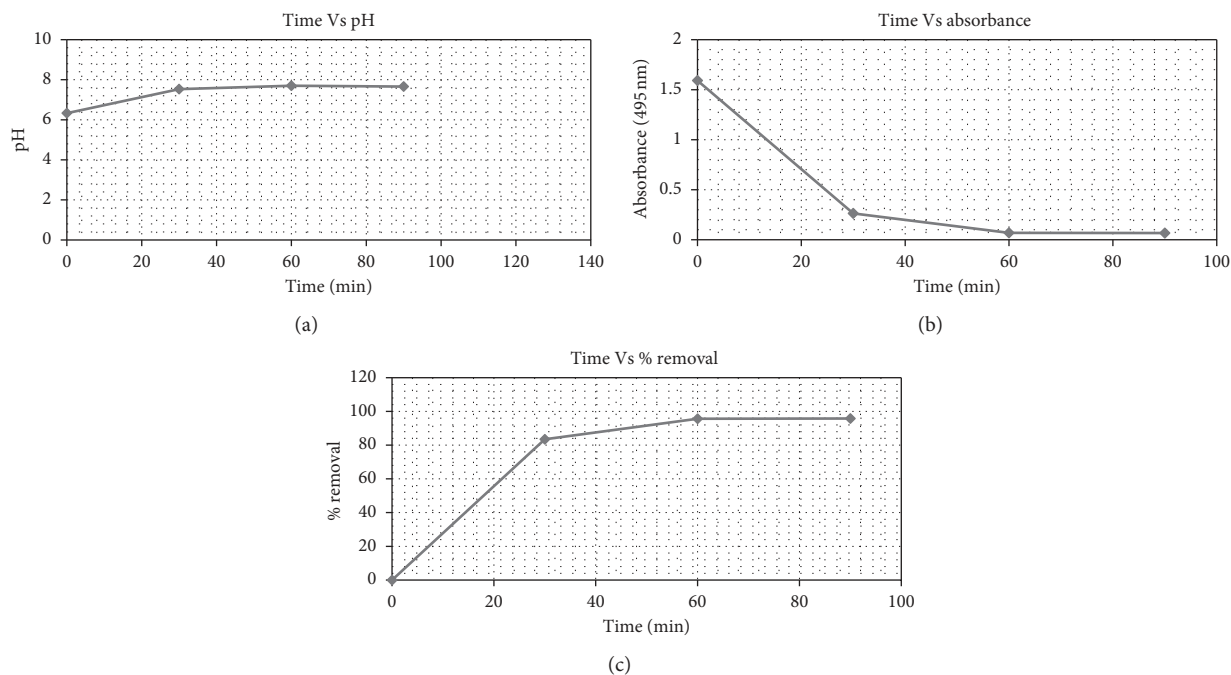 Time Vs pH
10
8
6
4
2
0
pH
0 20 40 60 80 100 120 140
Time (min)
(a)
Time Vs absorbance
2
1.5
1
0.5
0
Absorbance (495 nm)
0 20 40 60 80 100
Time (min)
(b)
Time Vs % removal
120
100
80
60
40
20
0
% removal
0 20 40 60 80 100
Time (min)
(c)